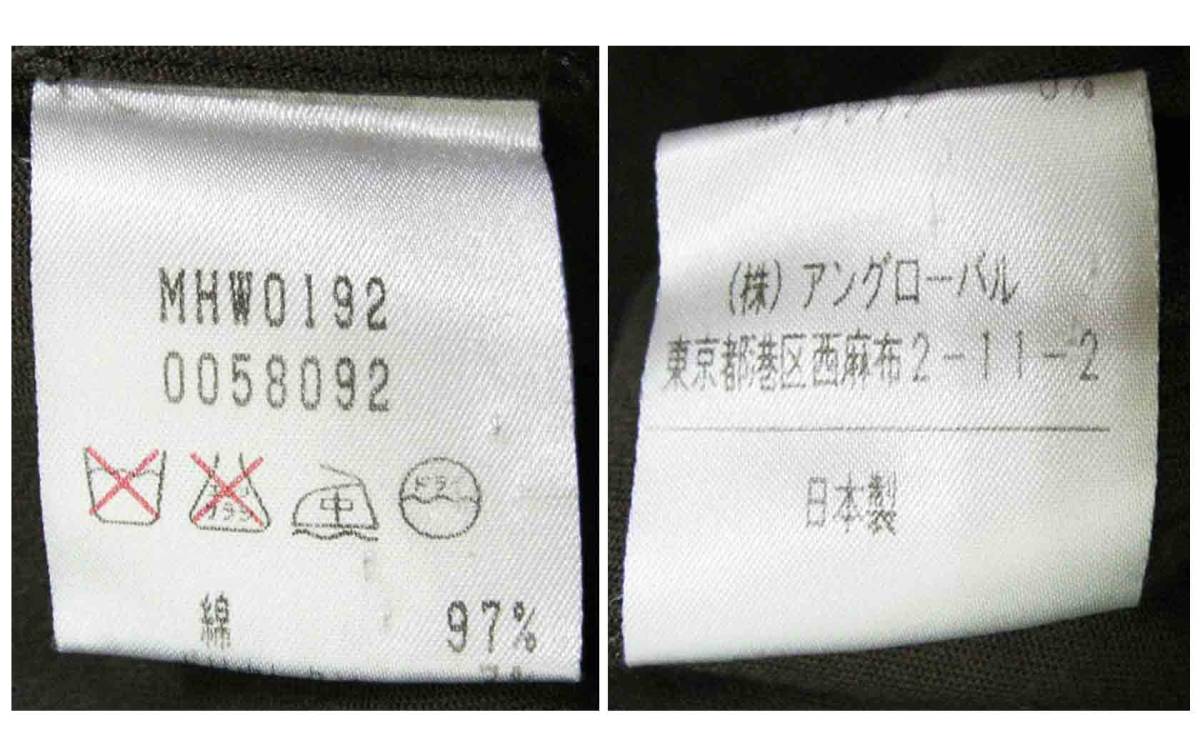 MHW0192
0058092
中
ドライ
綿 97%
(株)アングローバル
東京都港区西麻布2-11-2
日本製